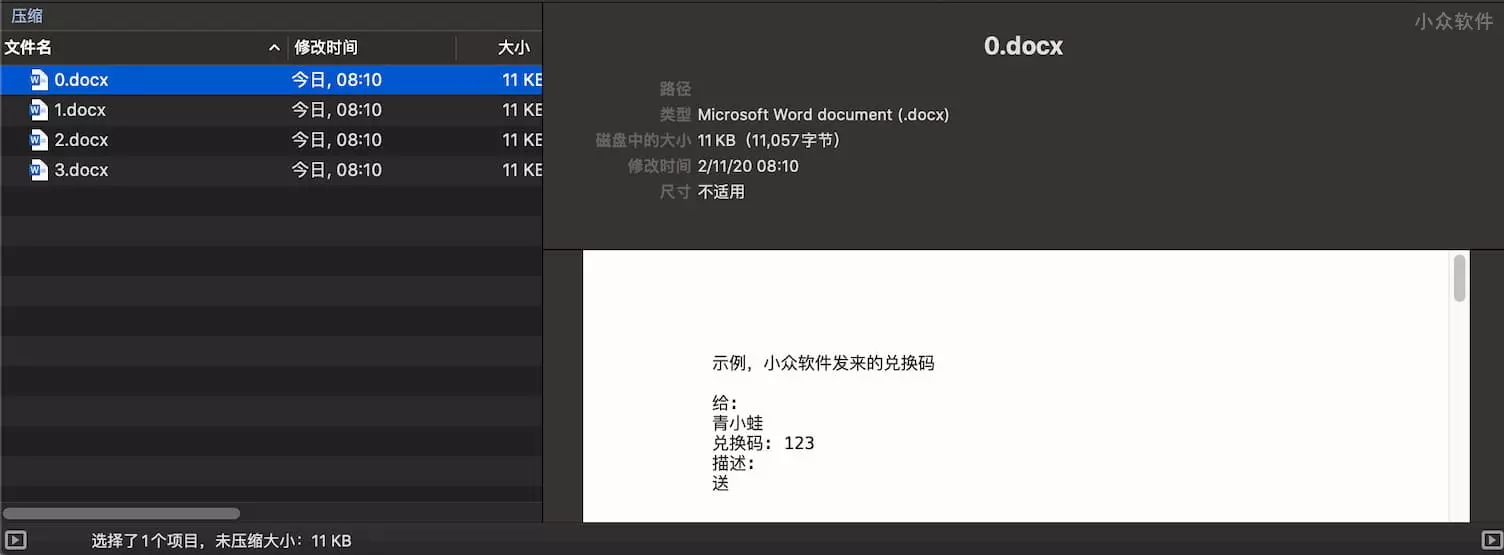 压缩
小众软件
文件名 修改时间 大小
0.docx 今日, 08:10 11 KB
1.docx 今日, 08:10 11 KB
2.docx 今日, 08:10 11 KB
3.docx 今日, 08:10 11 KB
0.docx
路径
类型 Microsoft Word document (.docx)
磁盘中的大小 11 KB（11,057字节）
修改时间 2/11/20 08:10
尺寸 不适用
示例，小众软件发来的兑换码
给:
青小蛙
兑换码: 123
描述:
送
选择了1个项目，未压缩大小：11 KB